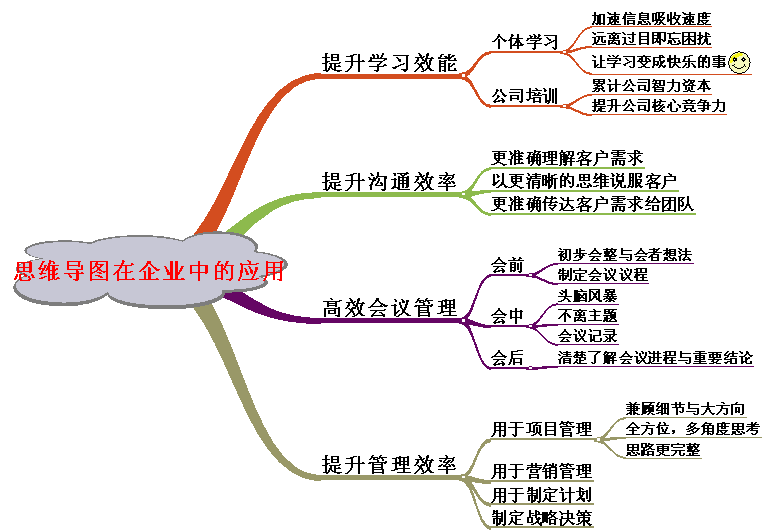 思维导图在企业中的应用
提升学习效能
个体学习
加速信息吸收速度
远离过目即忘困扰
让学习变成快乐的事
公司培训
累计公司智力资本
提升公司核心竞争力
提升沟通效率
更准确理解客户需求
以更清晰的思维说服客户
更准确传达客户需求给团队
高效会议管理
会前
初步会整与会者想法
制定会议议程
会中
头脑风暴
不离主题
会议记录
会后
清楚了解会议进程与重要结论
提升管理效率
用于项目管理
兼顾细节与大方向
全方位，多角度思考
思路更完整
用于营销管理
用于制定计划
制定战略决策